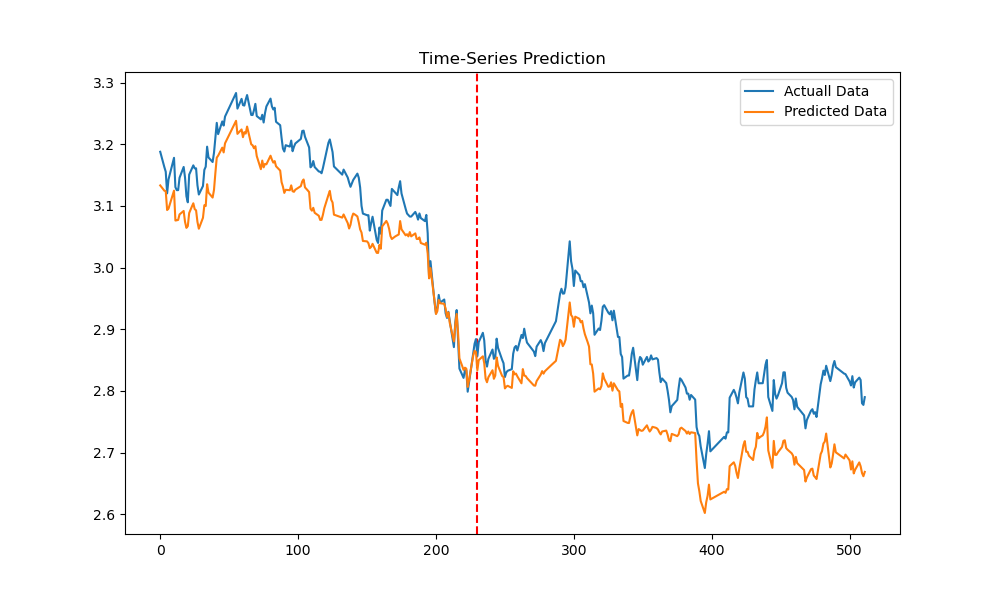 Time-Series Prediction
Actuall Data
Predicted Data
3.3
3.2
3.1
3.0
2.9
2.8
2.7
2.6
0 100 200 300 400 500